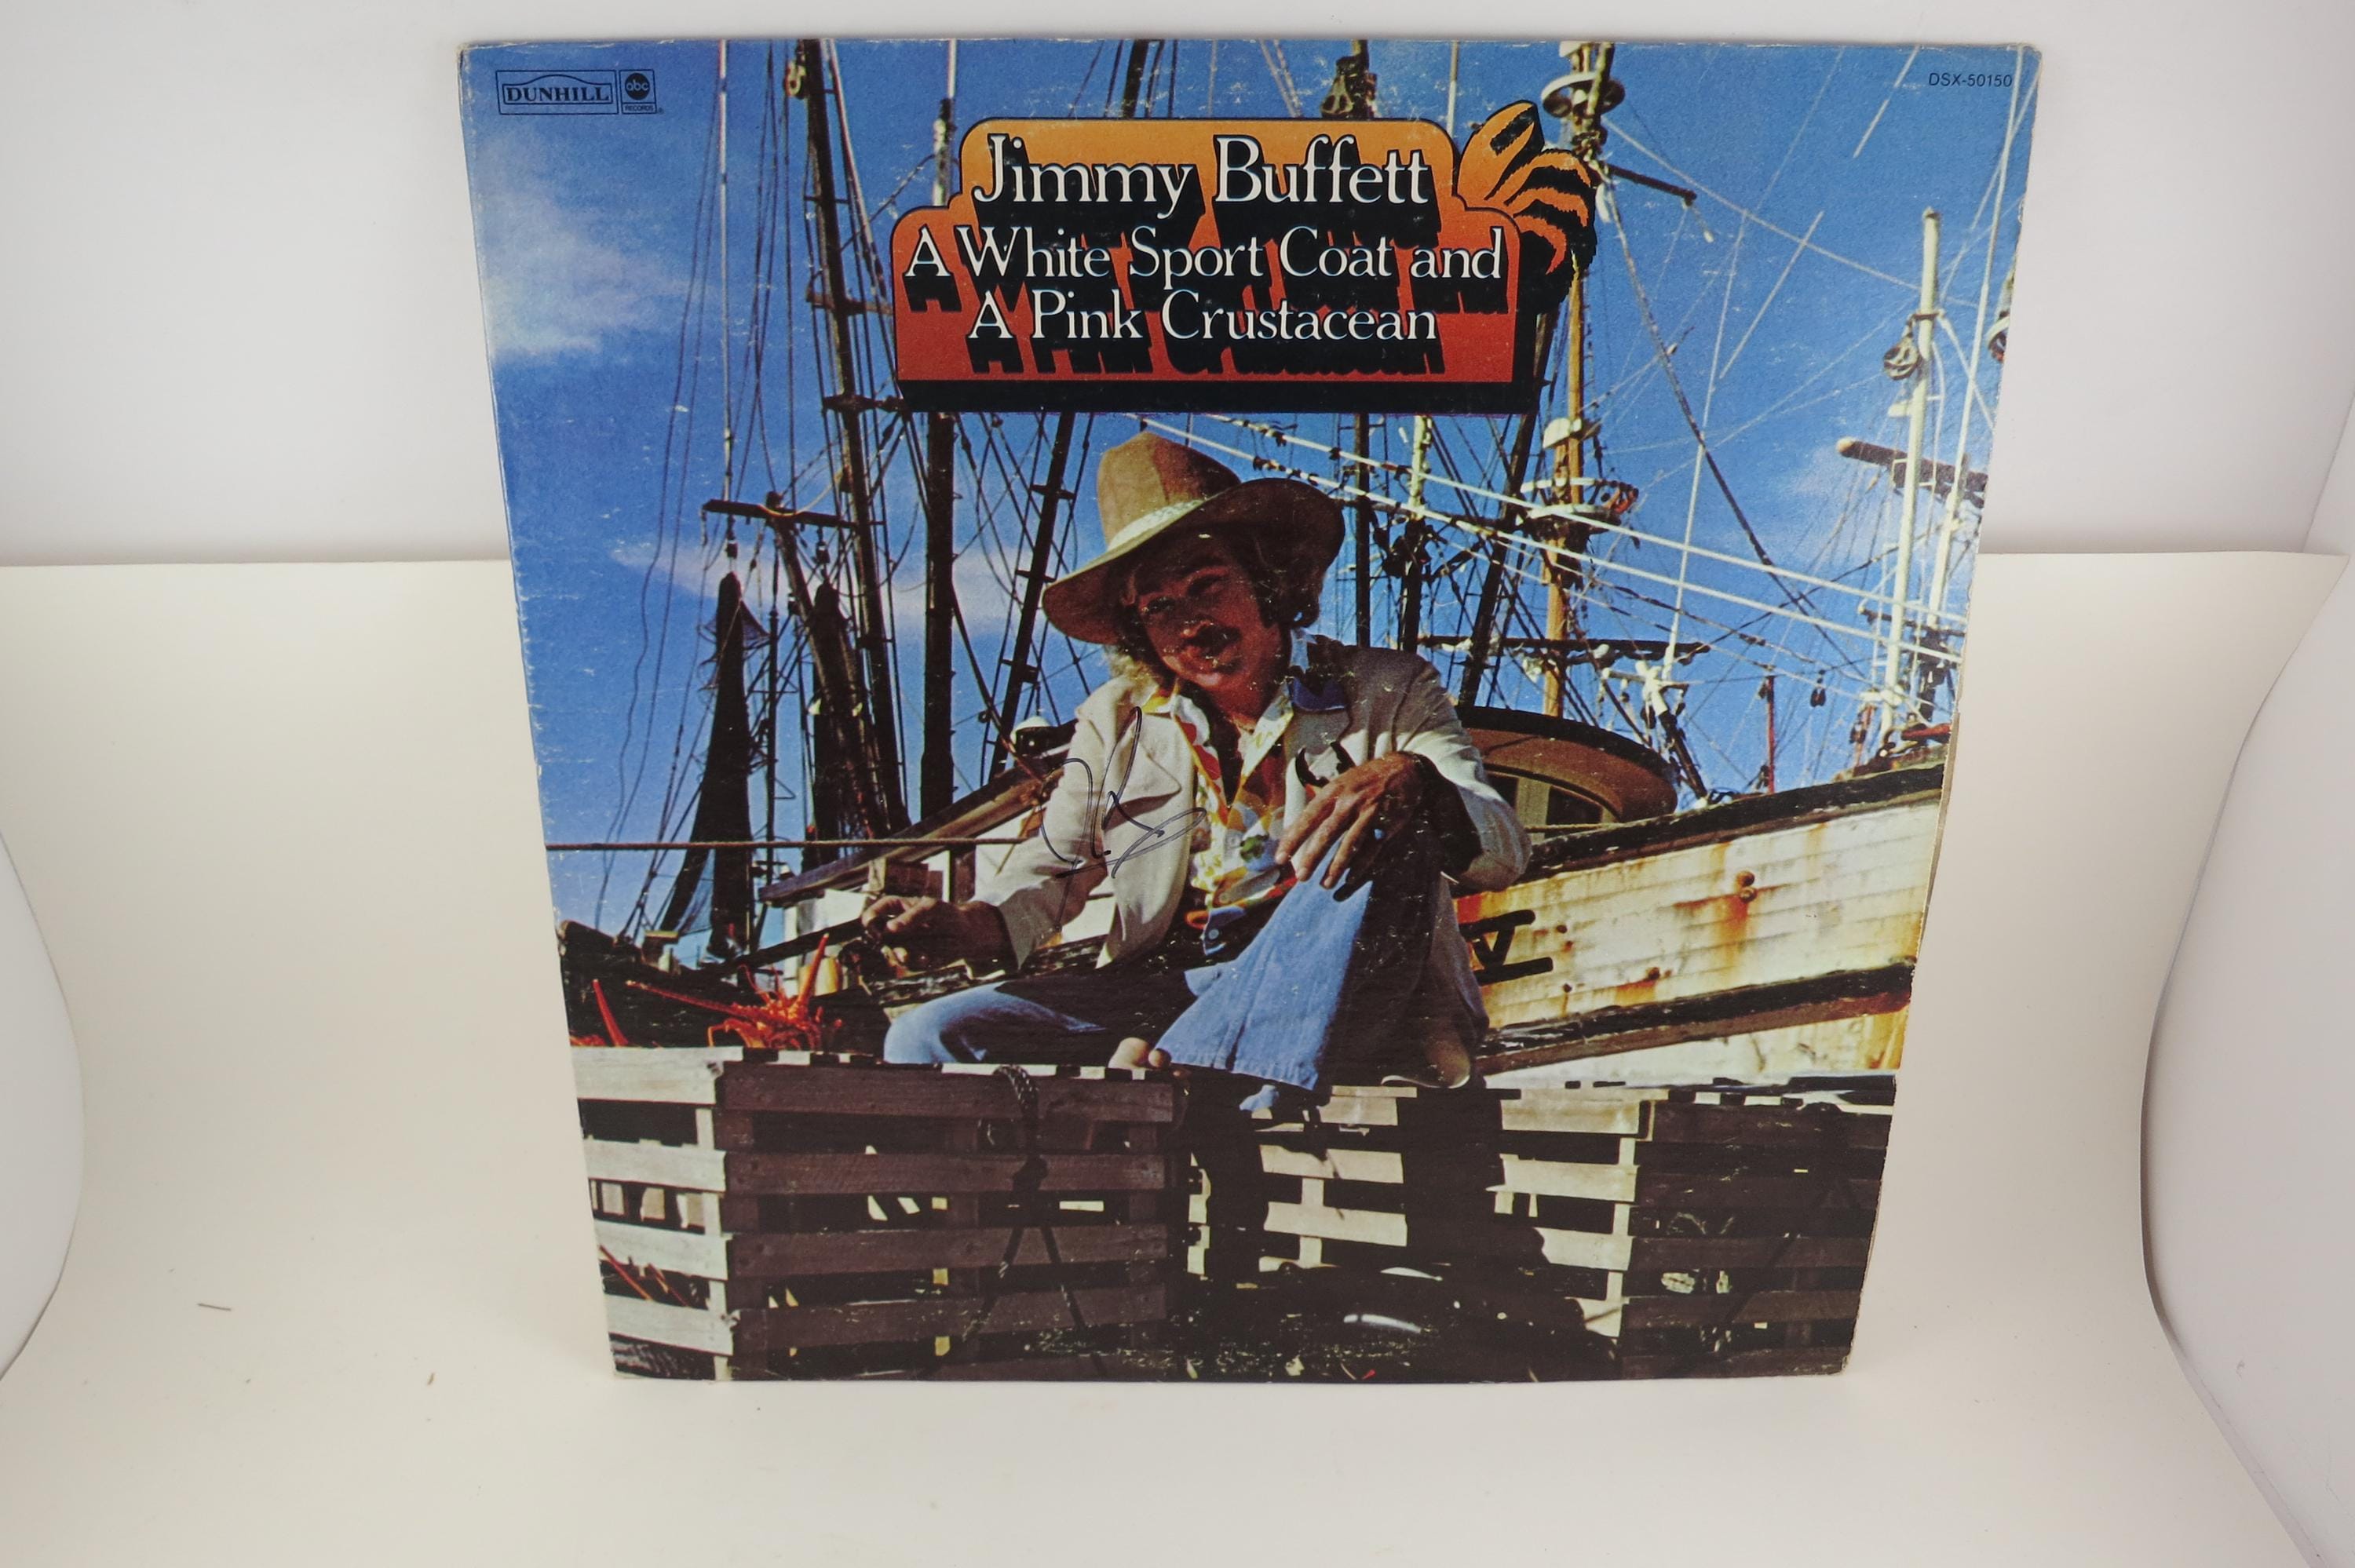 DUNHILL
abc
RECORDS
DSX-50150
Jimmy Buffett
A White Sport Coat and
A Pink Crustacean